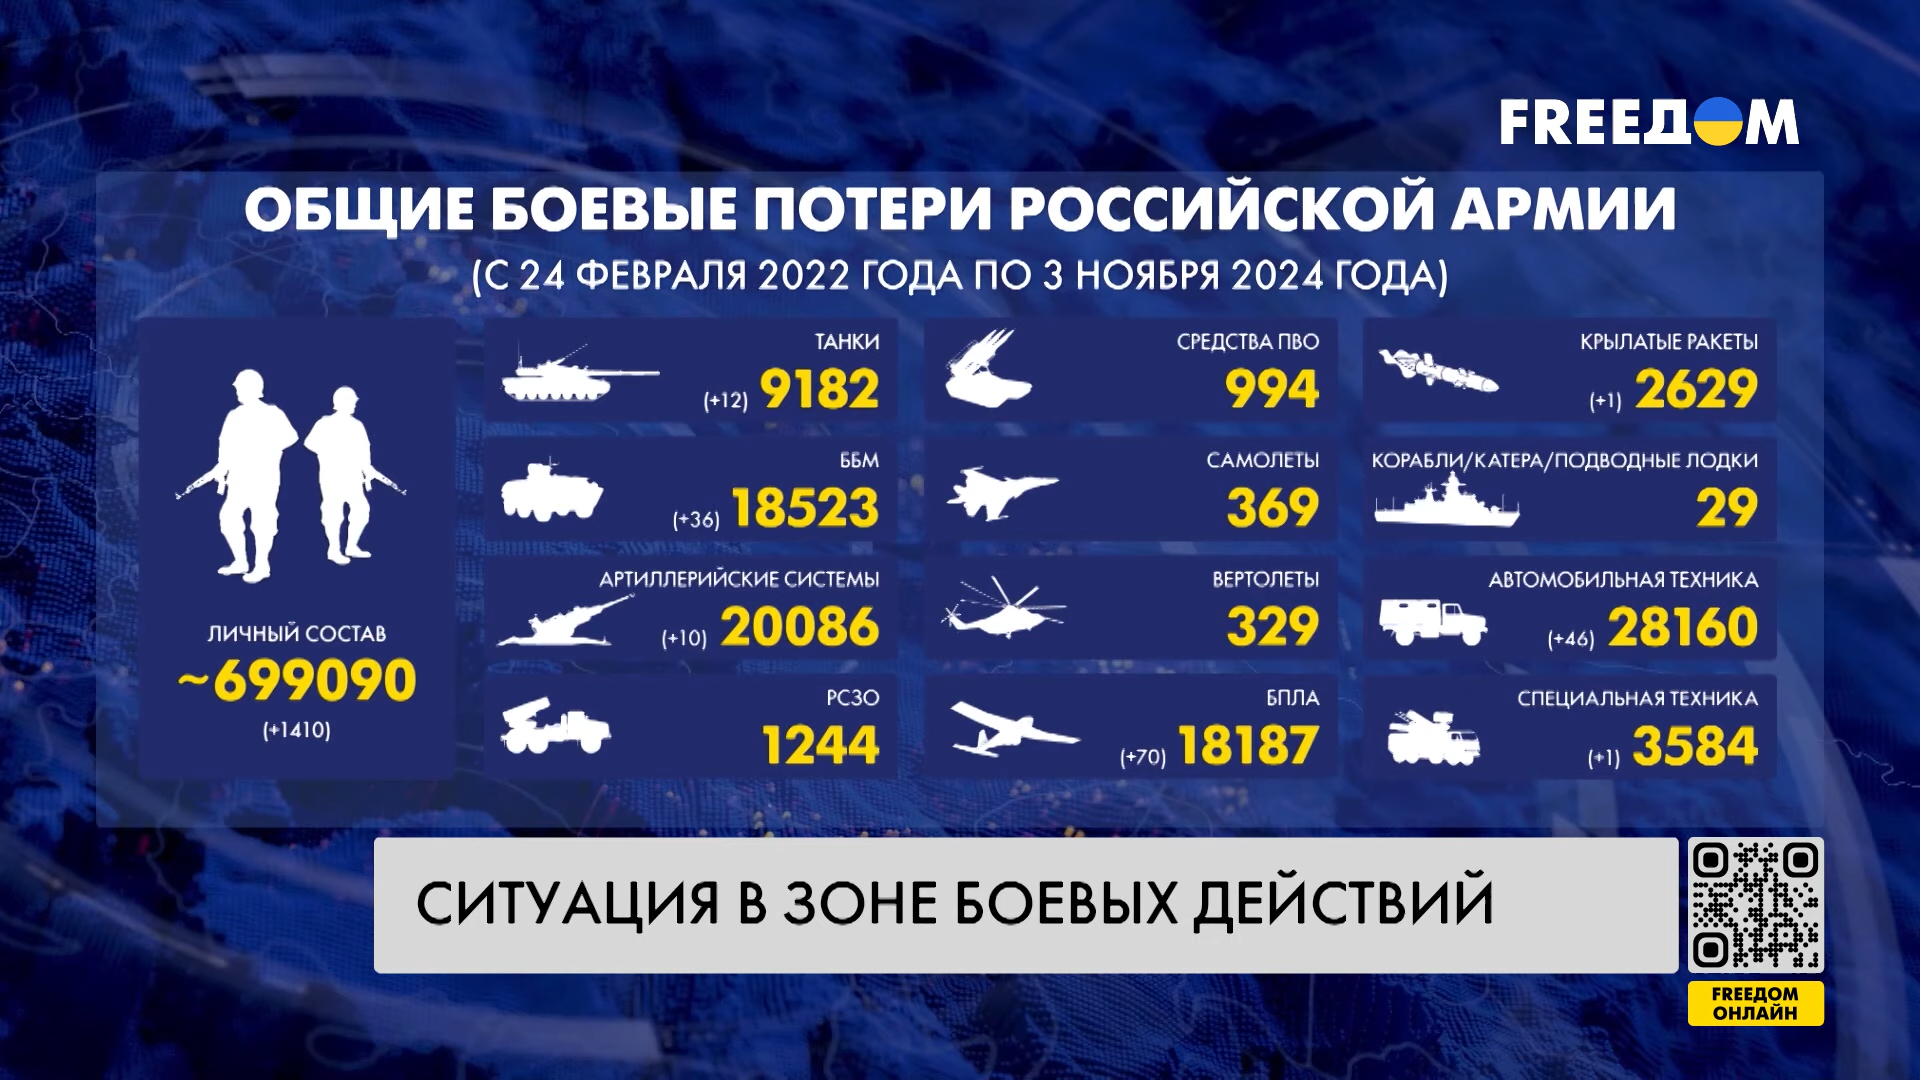 FREEДOM
ОБЩИЕ БОЕВЫЕ ПОТЕРИ РОССИЙСКОЙ АРМИИ
(С 24 ФЕВРАЛЯ 2022 ГОДА ПО 3 НОЯБРЯ 2024 ГОДА)
ЛИЧНЫЙ СОСТАВ
~699090
(+1410)
ТАНКИ
(+12) 9182
ББМ
(+36) 18523
АРТИЛЛЕРИЙСКИЕ СИСТЕМЫ
(+10) 20086
РСЗО
1244
СРЕДСТВА ПВО
994
САМОЛЕТЫ
369
ВЕРТОЛЕТЫ
329
БПЛА
(+70) 18187
КРЫЛАТЫЕ РАКЕТЫ
(+1) 2629
КОРАБЛИ/КАТЕРА/ПОДВОДНЫЕ ЛОДКИ
29
АВТОМОБИЛЬНАЯ ТЕХНИКА
(+46) 28160
СПЕЦИАЛЬНАЯ ТЕХНИКА
(+1) 3584
СИТУАЦИЯ В ЗОНЕ БОЕВЫХ ДЕЙСТВИЙ
FREEДОМ
ОНЛАЙН